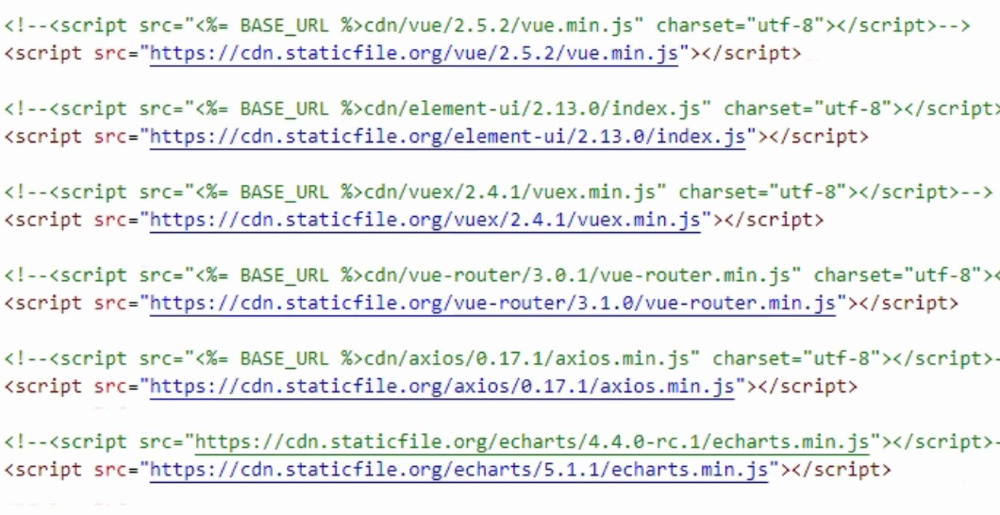 <!--<script src="<%= BASE_URL %>cdn/vue/2.5.2/vue.min.js" charset="utf-8"></script>-->
<script src="https://cdn.staticfile.org/vue/2.5.2/vue.min.js"></script>
<!--<script src="<%= BASE_URL %>cdn/element-ui/2.13.0/index.js" charset="utf-8"></script>
<script src="https://cdn.staticfile.org/element-ui/2.13.0/index.js"></script>
<!--<script src="<%= BASE_URL %>cdn/vuex/2.4.1/vuex.min.js" charset="utf-8"></script>-->
<script src="https://cdn.staticfile.org/vuex/2.4.1/vuex.min.js"></script>
<!--<script src="<%= BASE_URL %>cdn/vue-router/3.0.1/vue-router.min.js" charset="utf-8"><
<script src="https://cdn.staticfile.org/vue-router/3.1.0/vue-router.min.js"></script>
<!--<script src="<%= BASE_URL %>cdn/axios/0.17.1/axios.min.js" charset="utf-8"></script>-
<script src="https://cdn.staticfile.org/axios/0.17.1/axios.min.js"></script>
<!--<script src="https://cdn.staticfile.org/echarts/4.4.0-rc.1/echarts.min.js"></script>-
<script src="https://cdn.staticfile.org/echarts/5.1.1/echarts.min.js"></script>